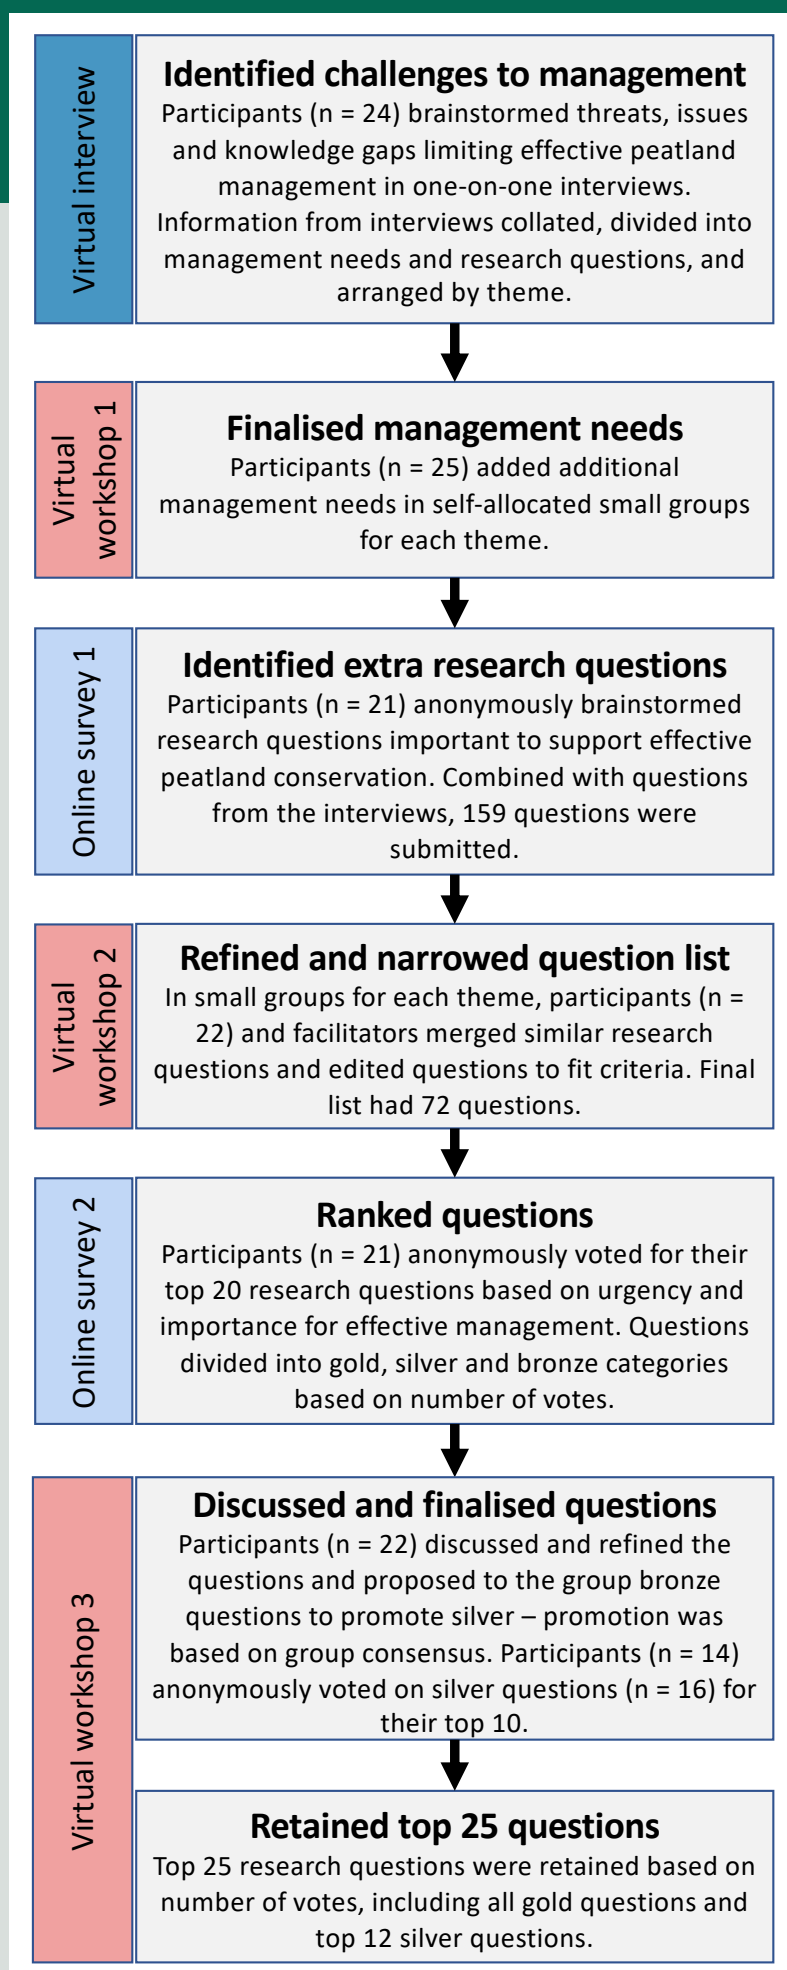 Virtual interview
Identified challenges to management
Participants (n = 24) brainstormed threats, issues
and knowledge gaps limiting effective peatland
management in one-on-one interviews.
Information from interviews collated, divided into
management needs and research questions, and
arranged by theme.
Virtual
workshop 1
Finalised management needs
Participants (n = 25) added additional
management needs in self-allocated small groups
for each theme.
Online survey 1
Identified extra research questions
Participants (n = 21) anonymously brainstormed
research questions important to support effective
peatland conservation. Combined with questions
from the interviews, 159 questions were
submitted.
Virtual
workshop 2
Refined and narrowed question list
In small groups for each theme, participants (n =
22) and facilitators merged similar research
questions and edited questions to fit criteria. Final
list had 72 questions.
Online survey 2
Ranked questions
Participants (n = 21) anonymously voted for their
top 20 research questions based on urgency and
importance for effective management. Questions
divided into gold, silver and bronze categories
based on number of votes.
Virtual workshop 3
Discussed and finalised questions
Participants (n = 22) discussed and refined the
questions and proposed to the group bronze
questions to promote silver – promotion was
based on group consensus. Participants (n = 14)
anonymously voted on silver questions (n = 16) for
their top 10.
Retained top 25 questions
Top 25 research questions were retained based on
number of votes, including all gold questions and
top 12 silver questions.